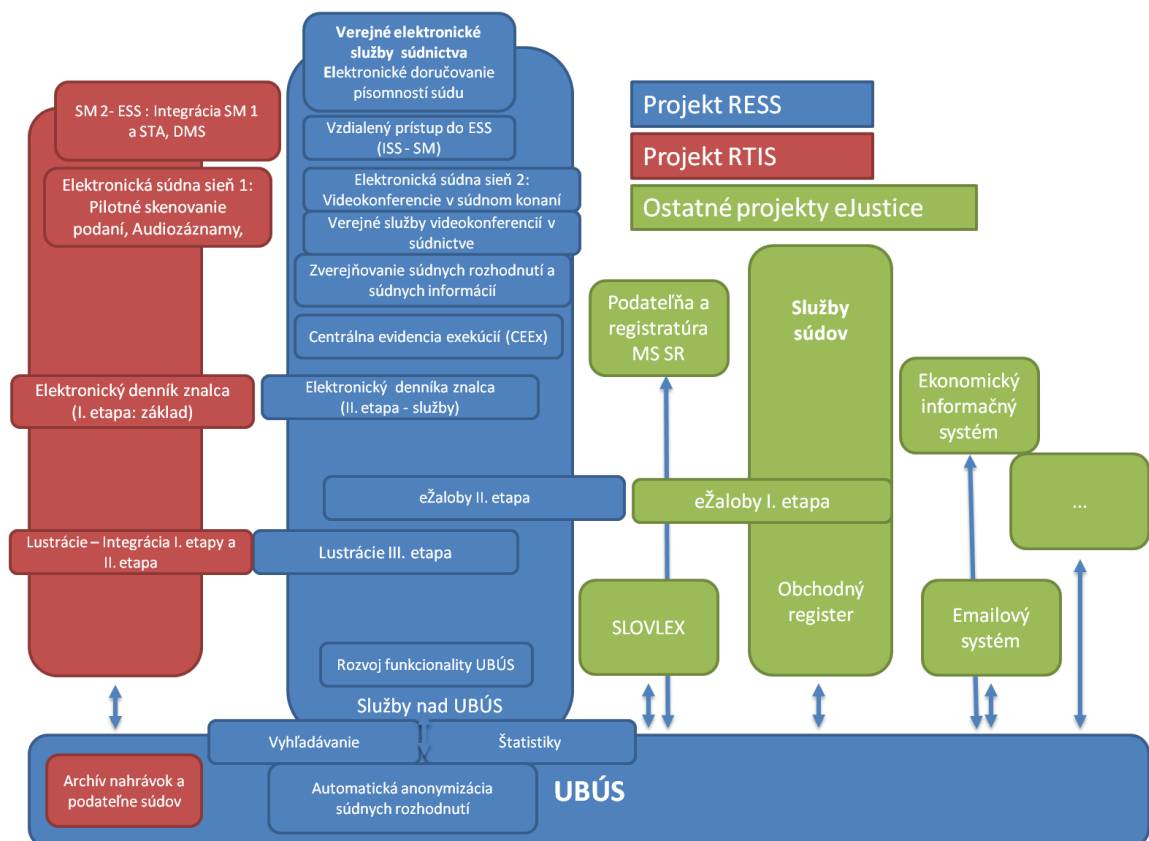 Verejné elektronické
služby súdnictva
Elektronické doručovanie
písomností súdu
SM 2- ESS : Integrácia SM 1
a STA, DMS
Vzdialený prístup do ESS
(ISS - SM)
Elektronická súdna sieň 1:
Pilotné skenovanie
podaní, Audiozáznamy,
Elektronická súdna sieň 2:
Videokonferencie v súdnom konaní
Verejné služby videokonferencií v
súdnictve
Zverejňovanie súdnych rozhodnutí a
súdnych informácií
Centrálna evidencia exekúcií (CEEx)
Elektronický denník znalca
(I. etapa: základ)
Elektronický denníka znalca
(II. etapa - služby)
eŽaloby II. etapa
Lustrácie – Integrácia I. etapy a
II. etapa
Lustrácie III. etapa
Rozvoj funkcionality UBÚS
Služby nad UBÚS
Projekt RESS
Projekt RTIS
Ostatné projekty eJustice
Podateľňa a
registratúra
MS SR
Služby
súdov
Ekonomický
informačný
systém
...
eŽaloby I. etapa
SLOVLEX
Obchodný
register
Emailový
systém
Vyhľadávanie
Štatistiky
Archív nahrávok a
podateľne súdov
Automatická anonymizácia
súdnych rozhodnutí
UBÚS